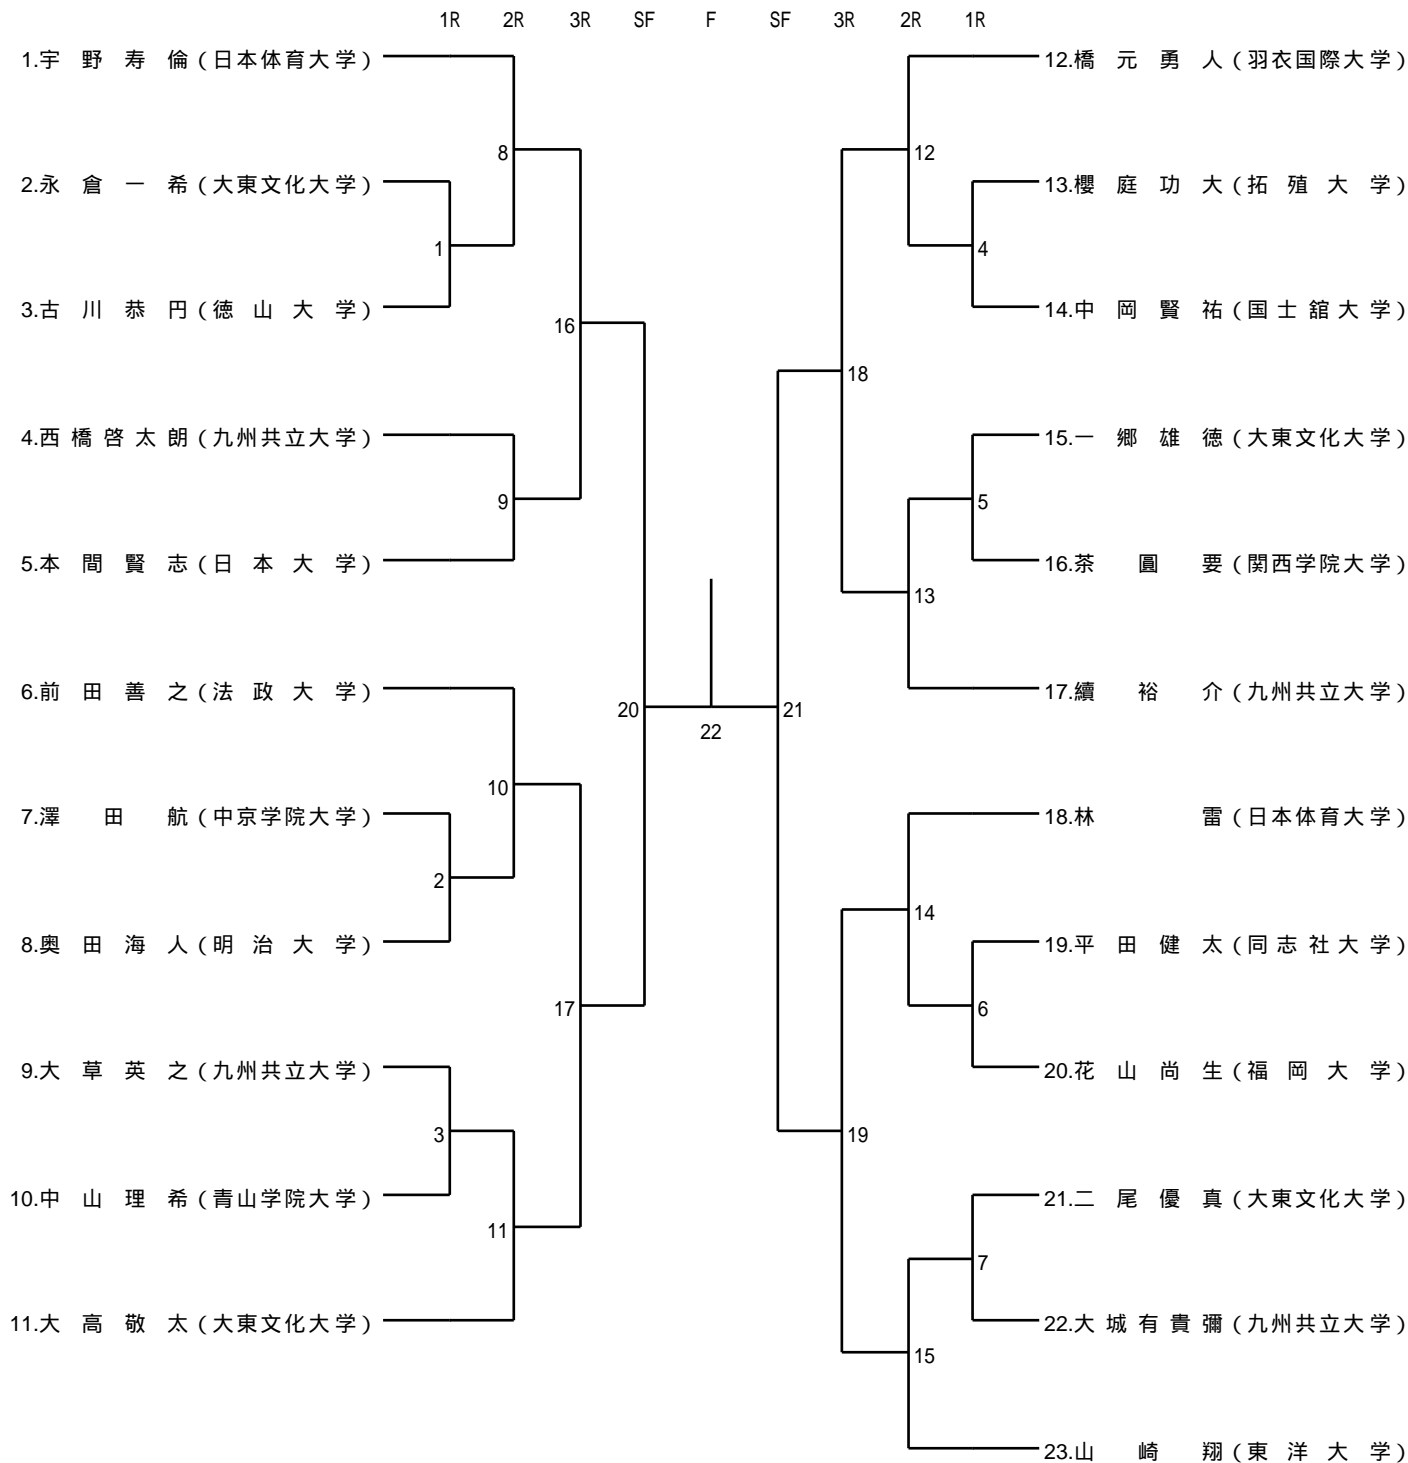 1R 2R 3R SF F SF 3R 2R 1R
1.宇野寿倫(日本体育大学)
2.永倉一希(大東文化大学)
3.古川恭円(徳山大学)
4.西橋啓太朗(九州共立大学)
5.本間賢志(日本大学)
6.前田善之(法政大学)
7.澤田航(中京学院大学)
8.奥田海人(明治大学)
9.大草英之(九州共立大学)
10.中山理希(青山学院大学)
11.大高敬太(大東文化大学)
8
1
16
9
10
2
17
3
11
20
22
21
12
4
18
5
13
14
6
19
7
15
12.橋元勇人(羽衣国際大学)
13.櫻庭功大(拓殖大学)
14.中岡賢祐(国士舘大学)
15.一郷雄徳(大東文化大学)
16.茶圓要(関西学院大学)
17.續裕介(九州共立大学)
18.林雷(日本体育大学)
19.平田健太(同志社大学)
20.花山尚生(福岡大学)
21.二尾優真(大東文化大学)
22.大城有貴彌(九州共立大学)
23.山崎翔(東洋大学)